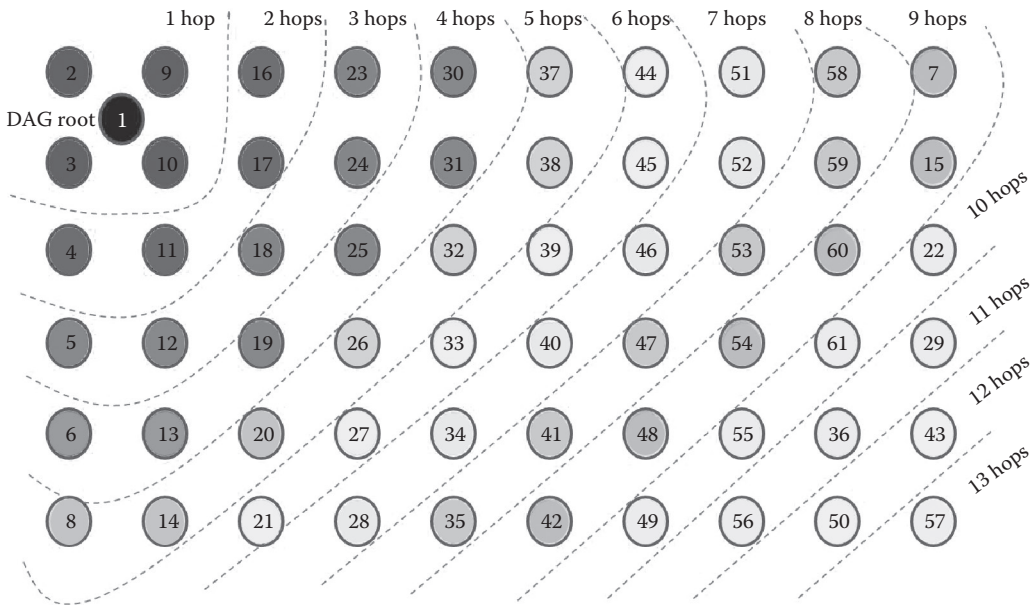 1 hop 2 hops 3 hops 4 hops 5 hops 6 hops 7 hops 8 hops 9 hops
2 9 16 23 30 37 44 51 58 7
DAG root 1
3 10 17 24 31 38 45 52 59 15
10 hops
4 11 18 25 32 39 46 53 60 22
11 hops
5 12 19 26 33 40 47 54 61 29
12 hops
6 13 20 27 34 41 48 55 36 43
13 hops
8 14 21 28 35 42 49 56 50 57